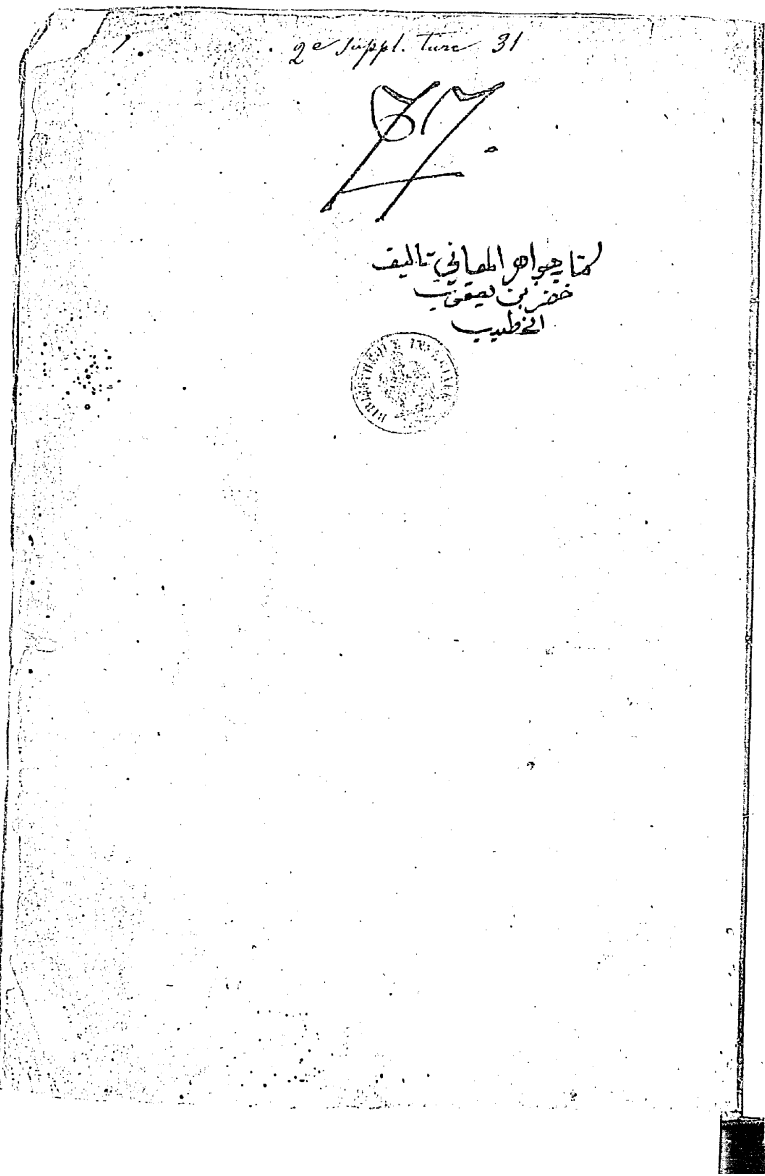 2e suppl. Turc 31
كتاب جواهر المعاني تاليف
خضر بن يعقوب
الخطيب